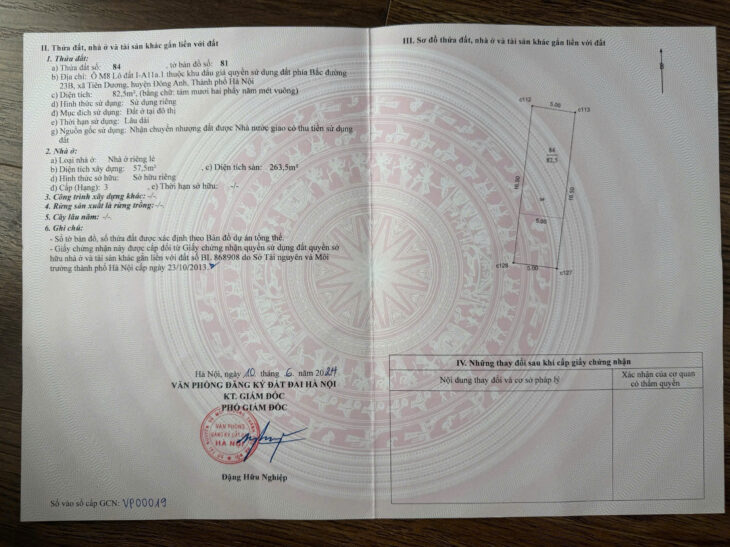 II. Thửa đất, nhà ở và tài sản khác gắn liền với đất
1. Thửa đất:
a) Thửa đất số: 84 , tờ bản đồ số: 81
b) Địa chỉ: Ô M8 Lô đất I-A11a.1 thuộc khu đấu giá quyền sử dụng đất phía Bắc đường
23B, xã Tiên Dương, huyện Đông Anh, Thành phố Hà Nội
c) Diện tích: 82,5m², (bằng chữ: tám mươi hai phẩy năm mét vuông)
d) Hình thức sử dụng: Sử dụng riêng
đ) Mục đích sử dụng: Đất ở tại đô thị
e) Thời hạn sử dụng: Lâu dài
g) Nguồn gốc sử dụng: Nhận chuyển nhượng đất được Nhà nước giao có thu tiền sử dụng
đất
2. Nhà ở:
a) Loại nhà ở: Nhà ở riêng lẻ
b) Diện tích xây dựng: 57,5m² , c) Diện tích sàn: 263,5m²
d) Hình thức sở hữu: Sở hữu riêng
đ) Cấp (Hạng): 3 , e) Thời hạn sở hữu: -/-
3. Công trình xây dựng khác: -/-
4. Rừng sản xuất là rừng trồng: -/-
5. Cây lâu năm: -/-
6. Ghi chú:
- Số tờ bản đồ, số thửa đất được xác định theo Bản đồ dự án tổng thể.
- Giấy chứng nhận này được cấp đổi từ Giấy chứng nhận quyền sử dụng đất quyền sở
hữu nhà ở và tài sản khác gắn liền với đất số BL 868908 do Sở Tài nguyên và Môi
trường thành phố Hà Nội cấp ngày 23/10/2013.
Hà Nội, ngày 10 tháng 6 năm 2024
VĂN PHÒNG ĐĂNG KÝ ĐẤT ĐAI HÀ NỘI
KT. GIÁM ĐỐC
PHÓ GIÁM ĐỐC
VĂN PHÒNG
ĐĂNG KÝ ĐẤT ĐAI
HÀ NỘI
Đặng Hữu Nghiệp
Số vào sổ cấp GCN: VP00019
III. Sơ đồ thửa đất, nhà ở và tài sản khác gắn liền với đất
B
c112
5.00
c113
84
82,5
16.50
16.50
5.00
c128
5.00
c127
IV. Những thay đổi sau khi cấp giấy chứng nhận
Nội dung thay đổi và cơ sở pháp lý
Xác nhận của cơ quan
có thẩm quyền